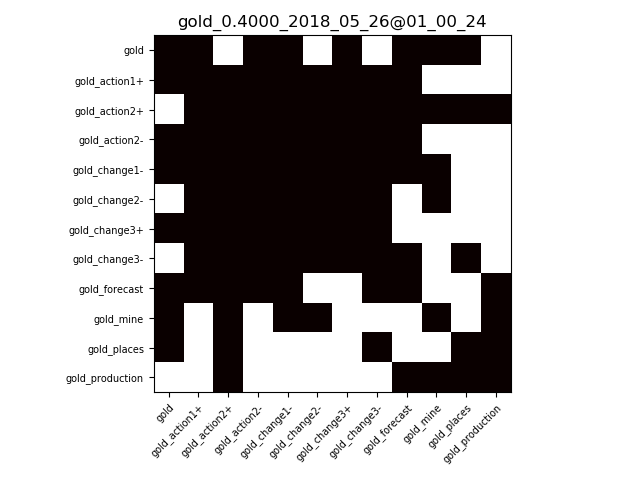 gold_0.4000_2018_05_26@01_00_24
gold
gold_action1+
gold_action2+
gold_action2-
gold_change1-
gold_change2-
gold_change3+
gold_change3-
gold_forecast
gold_mine
gold_places
gold_production
gold
gold_action1+
gold_action2+
gold_action2-
gold_change1-
gold_change2-
gold_change3+
gold_change3-
gold_forecast
gold_mine
gold_places
gold_production